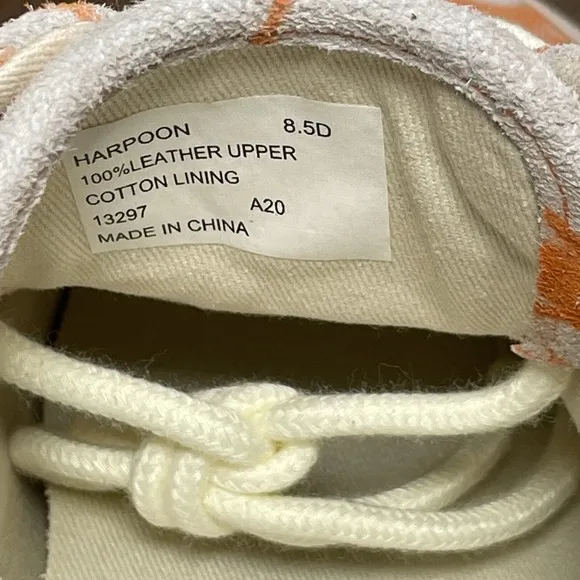 HARPOON 8.5D
100%LEATHER UPPER
COTTON LINING
13297 A20
MADE IN CHINA